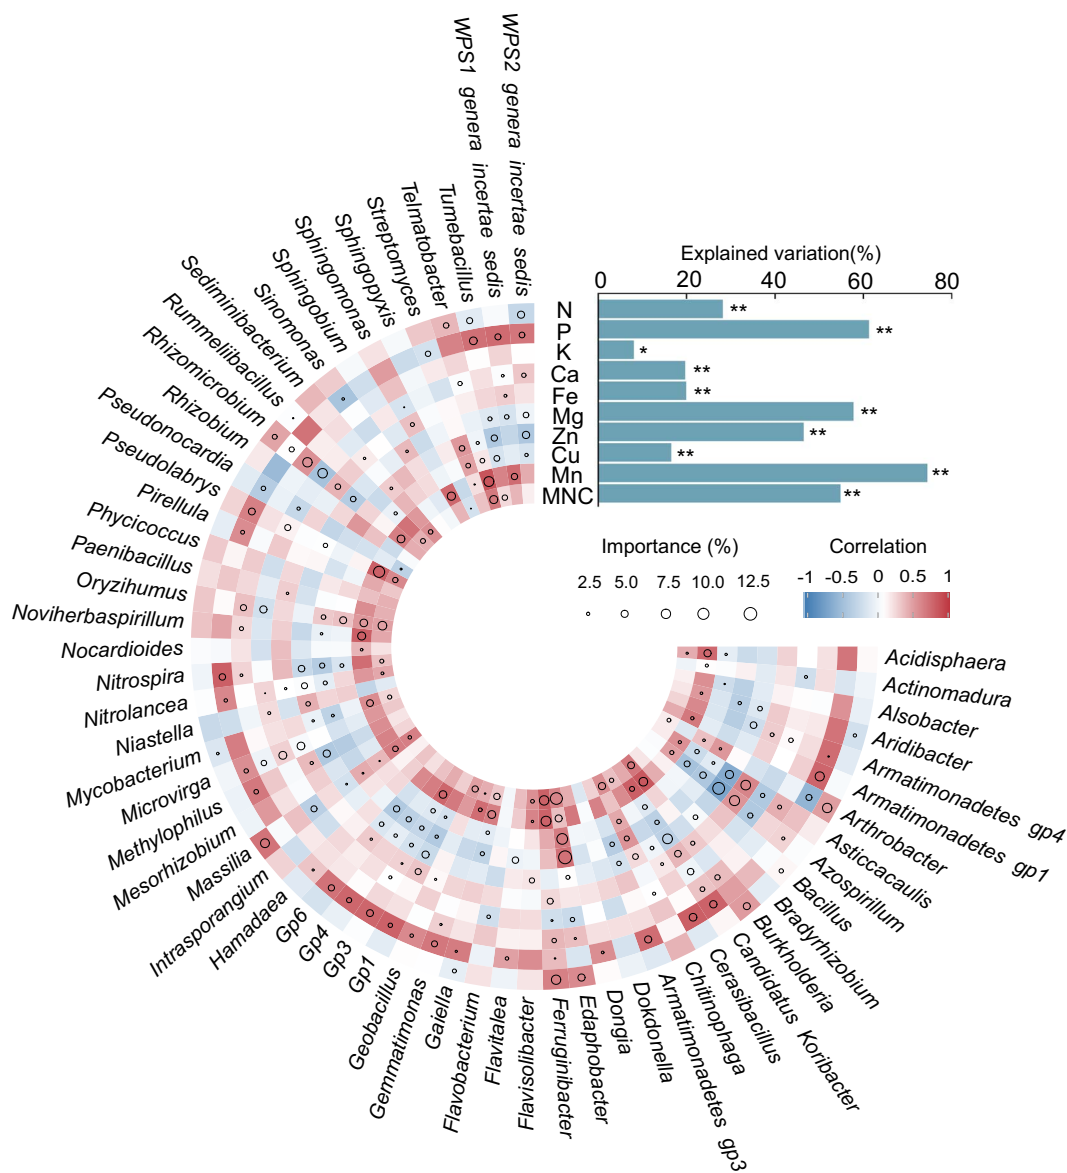 WPS2 genera incertae sedis
WPS1 genera incertae sedis
Tumebacillus
Telmatobacter
Streptomyces
Sphingopyxis
Sphingomonas
Sphingobium
Sinomonas
Sediminibacterium
Rummeliibacillus
Rhizomicrobium
Rhizobium
Pseudonocardia
Pseudolabrys
Pirellula
Phycicoccus
Paenibacillus
Oryzihumus
Noviherbaspirillum
Nocardioides
Nitrospira
Nitrolancea
Niastella
Mycobacterium
Microvirga
Methylophilus
Mesorhizobium
Massilia
Intrasporangium
Hamadaea
Gp6
Gp4
Gp3
Gp1
Geobacillus
Gemmatimonas
Gaiella
Flavobacterium
Flavitalea
Flavisolibacter
Ferruginibacter
Edaphobacter
Dongia
Dokdonella
Armatimonadetes gp3
Chitinophaga
Cerasibacillus
Candidatus Koribacter
Burkholderia
Bradyrhizobium
Bacillus
Azospirillum
Asticcacaulis
Arthrobacter
Armatimonadetes gp1
Armatimonadetes gp4
Aridibacter
Alsobacter
Actinomadura
Acidisphaera
Explained variation(%)
0 20 40 60 80
N **
P **
K *
Ca **
Fe **
Mg **
Zn **
Cu **
Mn **
MNC **
Importance (%)
2.5 5.0 7.5 10.0 12.5
Correlation
-1 -0.5 0 0.5 1